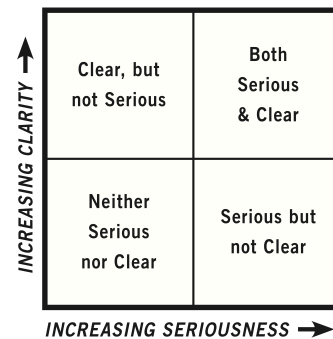 Clear, but
not Serious
Both
Serious
& Clear
Neither
Serious
nor Clear
Serious but
not Clear
INCREASING CLARITY
INCREASING SERIOUSNESS